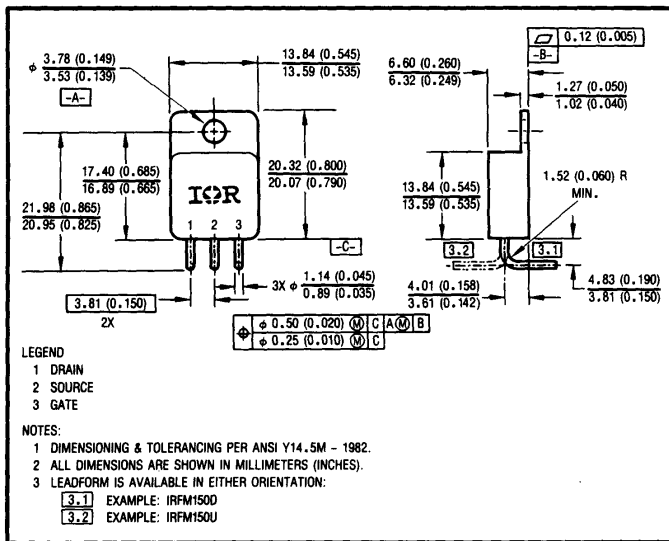 ⌀ 3.78 (0.149)
3.53 (0.139)
-A-
13.84 (0.545)
13.59 (0.535)
⏥ 0.12 (0.005)
-B-
6.60 (0.260)
6.32 (0.249)
1.27 (0.050)
1.02 (0.040)
17.40 (0.685)
16.89 (0.665)
21.98 (0.865)
20.95 (0.825)
20.32 (0.800)
20.07 (0.790)
IOR
1 2 3
-C-
13.84 (0.545)
13.59 (0.535)
1.52 (0.060) R
MIN.
3.2
3.1
3X ⌀ 1.14 (0.045)
0.89 (0.035)
3.81 (0.150)
2X
4.01 (0.158)
3.61 (0.142)
4.83 (0.190)
3.81 (0.150)
⌖ ⌀ 0.50 (0.020) Ⓜ C A Ⓜ B
⌀ 0.25 (0.010) Ⓜ C
LEGEND
1 DRAIN
2 SOURCE
3 GATE
NOTES:
1 DIMENSIONING & TOLERANCING PER ANSI Y14.5M – 1982.
2 ALL DIMENSIONS ARE SHOWN IN MILLIMETERS (INCHES).
3 LEADFORM IS AVAILABLE IN EITHER ORIENTATION:
3.1 EXAMPLE: IRFM150D
3.2 EXAMPLE: IRFM150U